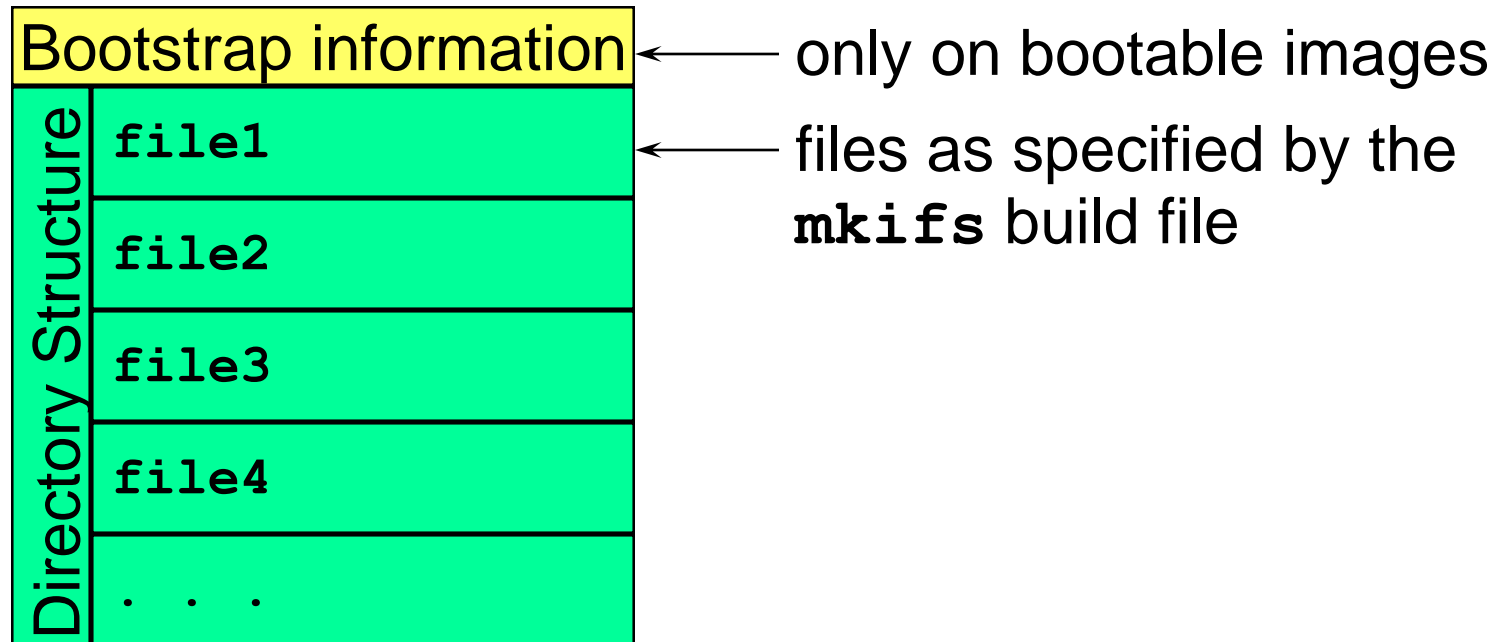 Bootstrap information
only on bootable images
Directory Structure
file1
files as specified by the
mkifs build file
file2
file3
file4
. . .